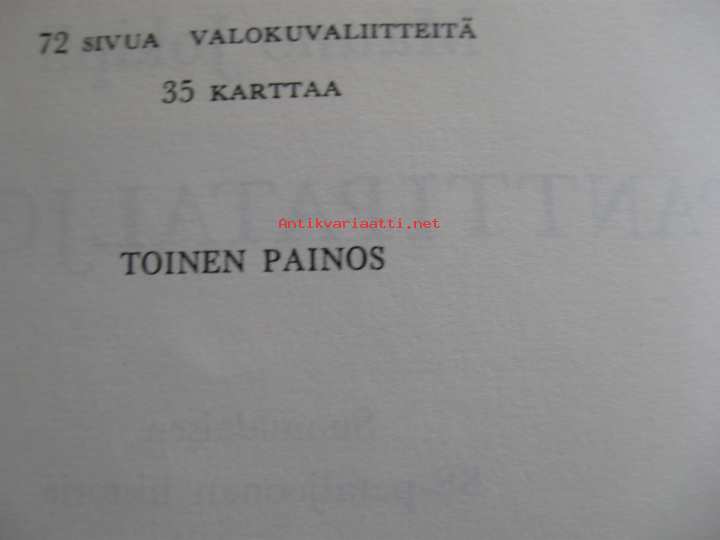 72 SIVUA VALOKUVALIITTEITÄ
35 KARTTAA
Antikvariaatti.net
TOINEN PAINOS